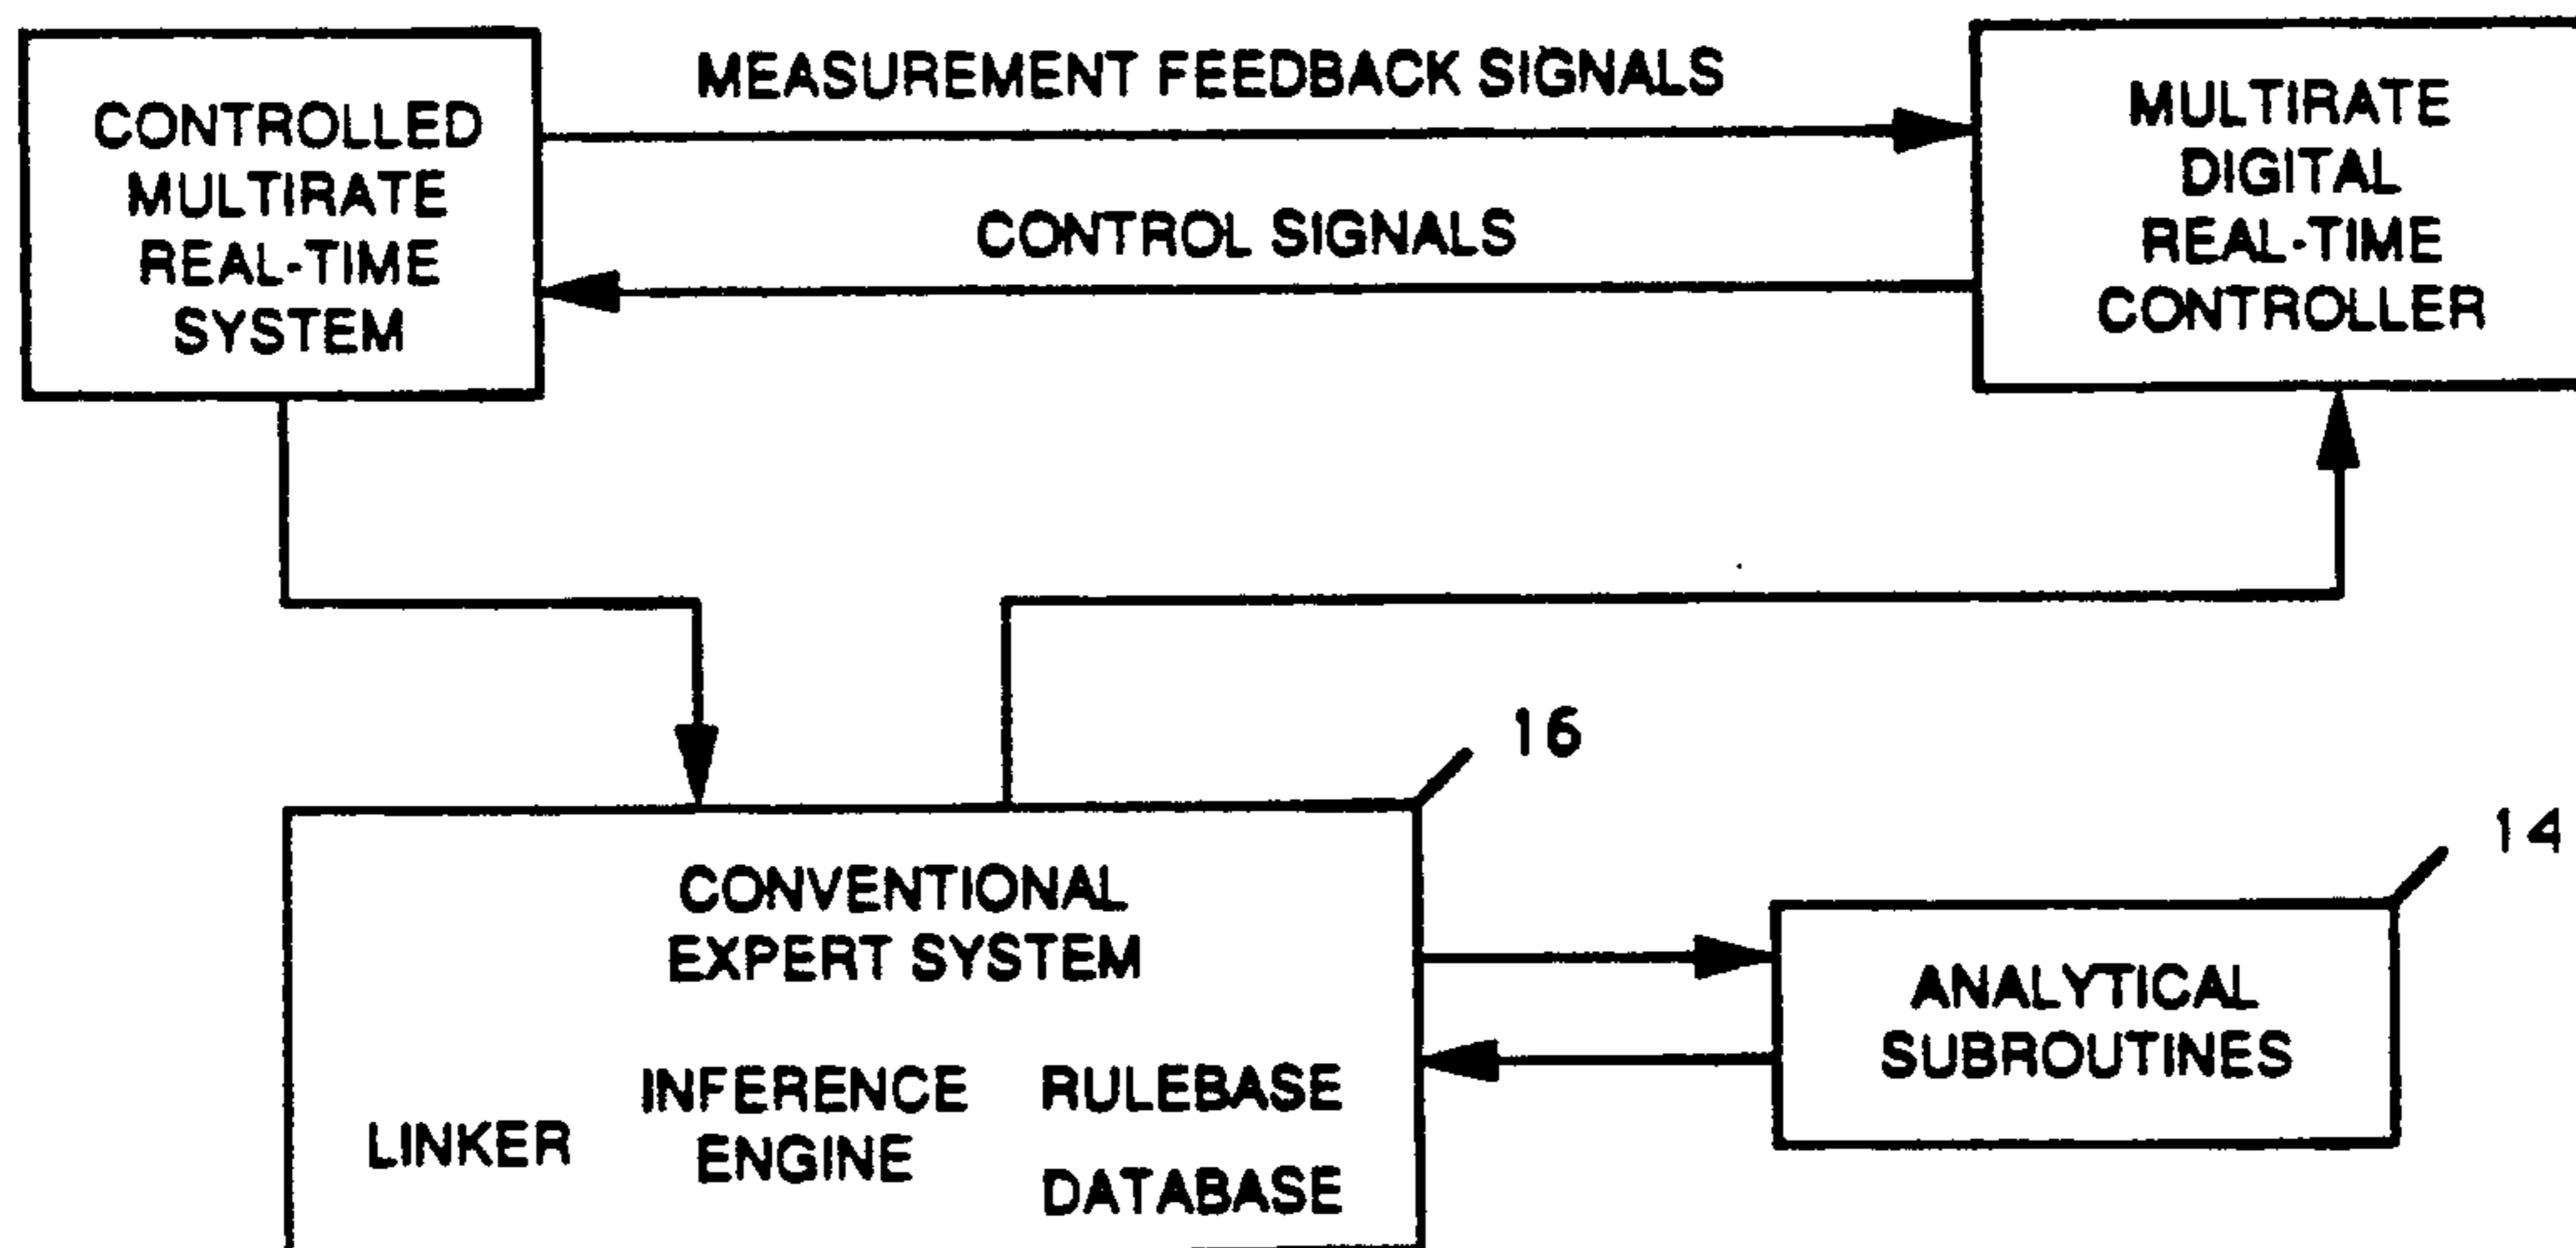 CONTROLLED
MULTIRATE
REAL-TIME
SYSTEM
MEASUREMENT FEEDBACK SIGNALS
CONTROL SIGNALS
MULTIRATE
DIGITAL
REAL-TIME
CONTROLLER
16
CONVENTIONAL
EXPERT SYSTEM
LINKER
INFERENCE
ENGINE
RULEBASE
DATABASE
14
ANALYTICAL
SUBROUTINES